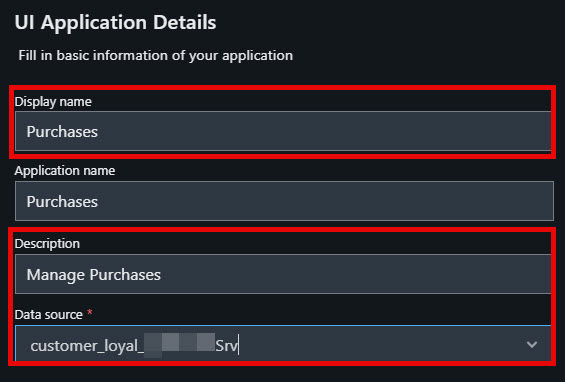 UI Application Details
Fill in basic information of your application
Display name
Purchases
Application name
Purchases
Description
Manage Purchases
Data source *
customer_loyal_ Srv